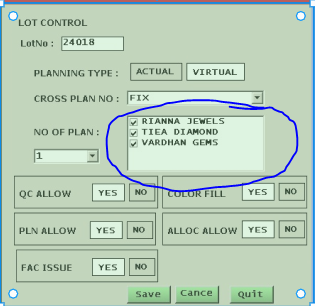 LOT CONTROL
LotNo : 24018
PLANNING TYPE : ACTUAL VIRTUAL
CROSS PLAN NO : FIX
RIANNA JEWELS
NO OF PLAN : TIEA DIAMOND
VARDHAN GEMS
1
QC ALLOW YES NO COLOR FILL YES NO
PLN ALLOW YES NO ALLOC ALLOW YES NO
FAC ISSUE YES NO
Save Cance Quit